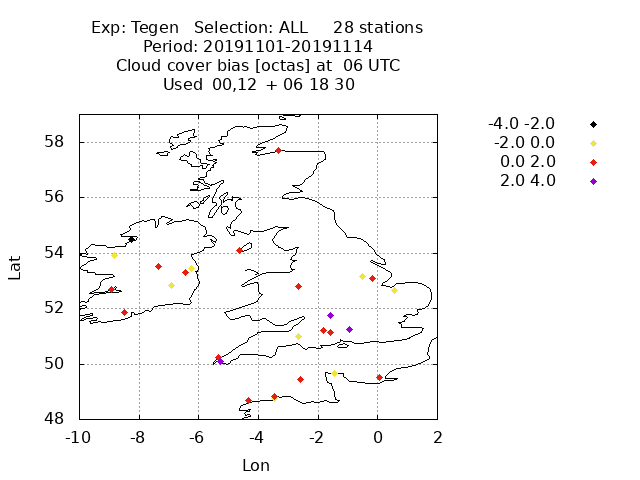 Exp: Tegen   Selection: ALL     28 stations
Period: 20191101-20191114
Cloud cover bias [octas] at  06 UTC
Used  00,12  + 06 18 30
-4.0 -2.0
-2.0 0.0
0.0 2.0
2.0 4.0
58
56
54
52
50
48
Lat
-10 -8 -6 -4 -2 0 2
Lon